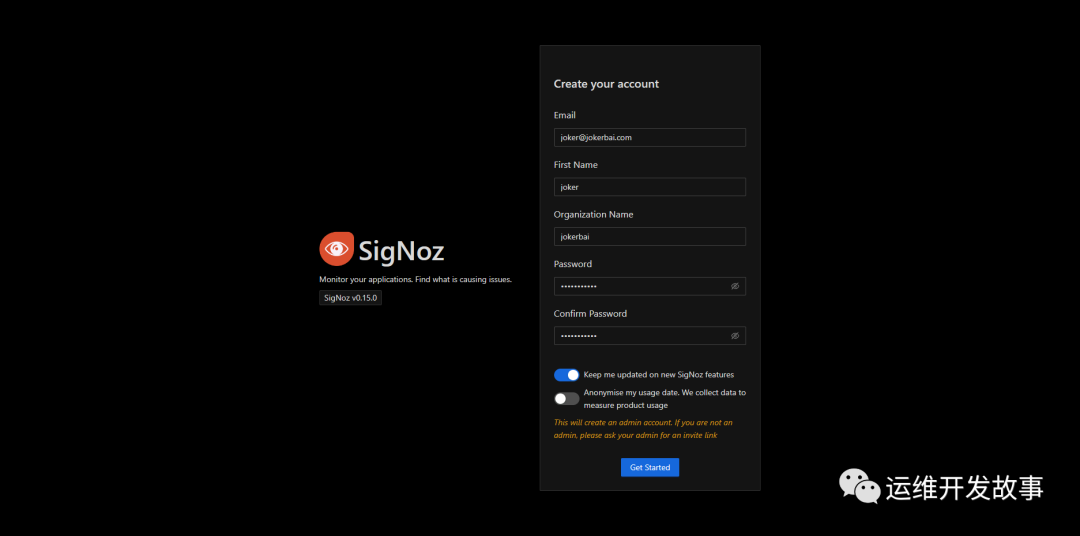 SigNoz
Monitor your applications. Find what is causing issues.
SigNoz v0.15.0
Create your account
Email
joker@jokerbai.com
First Name
joker
Organization Name
jokerbai
Password
•••••••••••
Confirm Password
•••••••••••
Keep me updated on new SigNoz features
Anonymise my usage date. We collect data to
measure product usage
This will create an admin account. If you are not an
admin, please ask your admin for an invite link
Get Started
运维开发故事